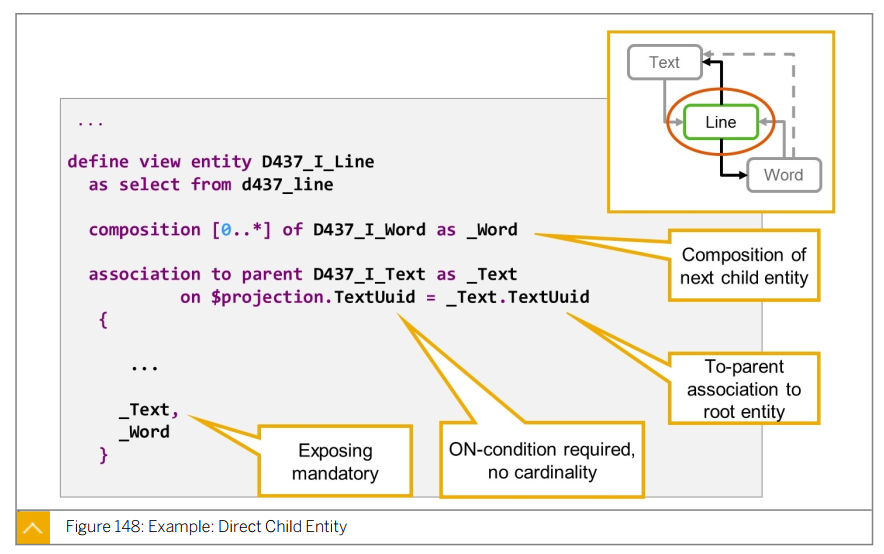 Text
Line
Word
...
define view entity D437_I_Line
as select from d437_line
composition [0..*] of D437_I_Word as _Word
association to parent D437_I_Text as _Text
on $projection.TextUuid = _Text.TextUuid
{
...
_Text,
_Word
}
Composition of
next child entity
To-parent
association to
root entity
ON-condition required,
no cardinality
Exposing
mandatory
Figure 148: Example: Direct Child Entity